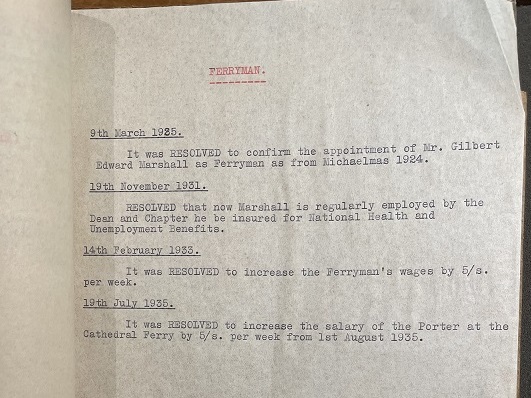 FERRYMAN.
9th March 1925.
It was RESOLVED to confirm the appointment of Mr. Gilbert
Edward Marshall as Ferryman as from Michaelmas 1924.
19th November 1931.
RESOLVED that now Marshall is regularly employed by the
Dean and Chapter he be insured for National Health and
Unemployment Benefits.
14th February 1933.
It was RESOLVED to increase the Ferryman's wages by 5/s.
per week.
19th July 1935.
It was RESOLVED to increase the salary of the Porter at the
Cathedral Ferry by 5/s. per week from 1st August 1935.